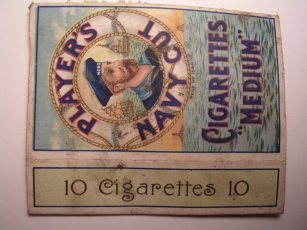 PLAYER'S
NAVY CUT
CIGARETTES
"MEDIUM"
10 Cigarettes 10